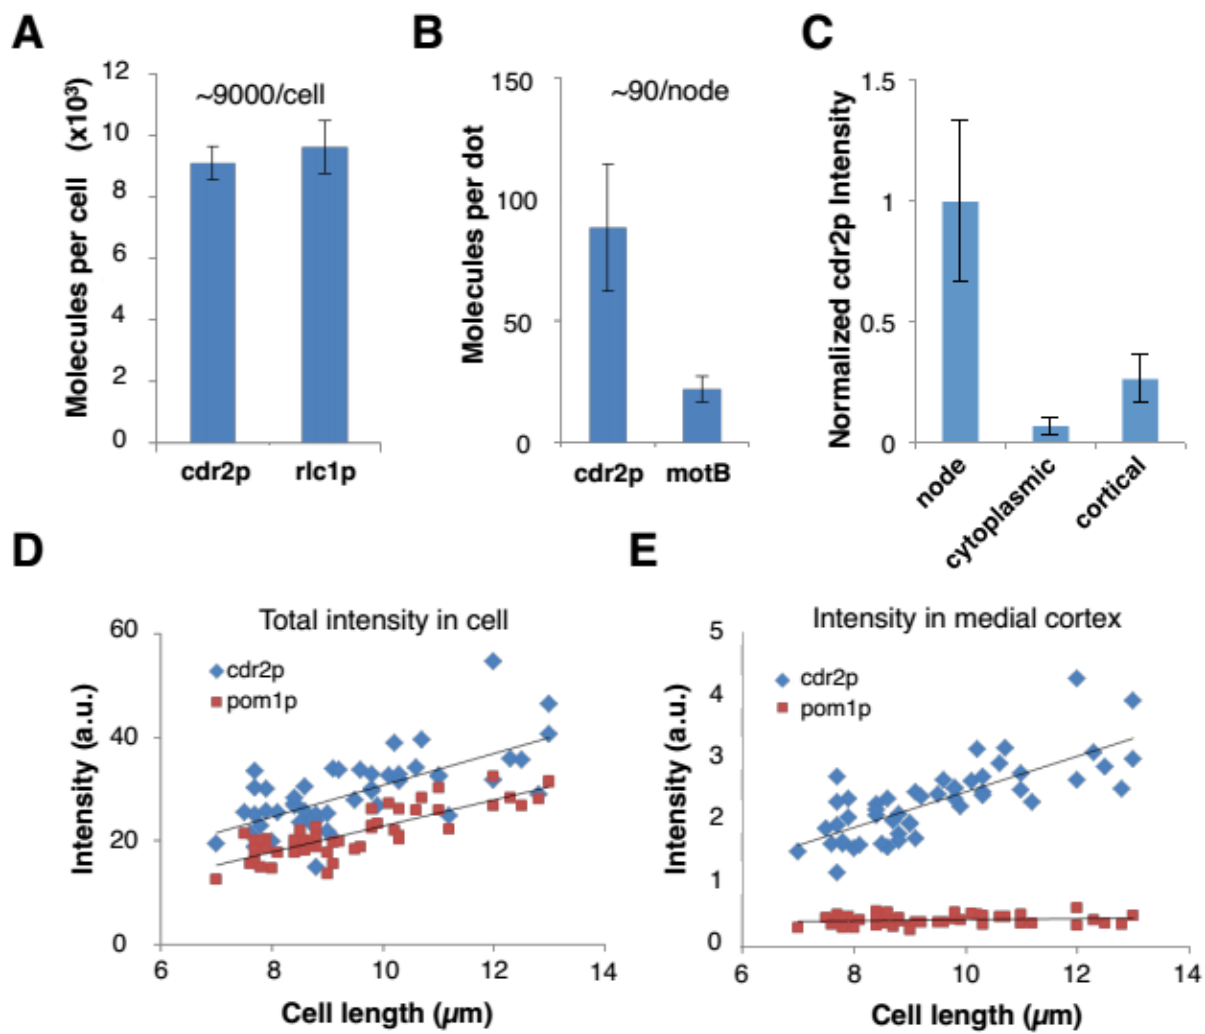 A
B
C
12
10
8
6
4
2
0
Molecules per cell (x10³)
~9000/cell
cdr2p rlc1p
150
100
50
0
Molecules per dot
~90/node
cdr2p motB
1.5
1
0.5
0
Normalized cdr2p Intensity
node
cytoplasmic
cortical
D
E
Total intensity in cell
60
40
20
0
Intensity (a.u.)
cdr2p
pom1p
6 8 10 12 14
Cell length (µm)
Intensity in medial cortex
5
4
3
2
1
0
Intensity (a.u.)
cdr2p
pom1p
6 8 10 12 14
Cell length (µm)